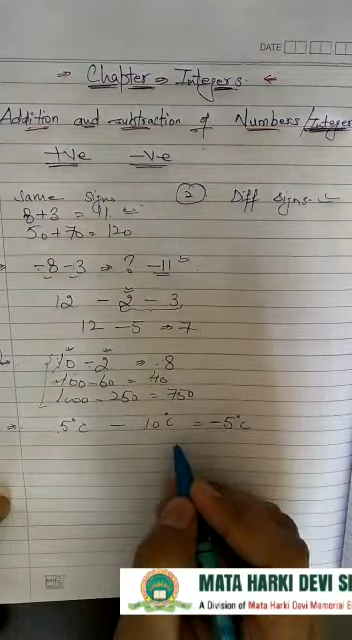 DATE
⇒ Chapter ⇒ Integers. ←
Addition and subtraction of Numbers/Integer
+ve -ve
Same Signs ② Diff Signs.
8+3 = 11
50+70 = 120
-8-3 ⇒ ? -11
12 - 2 - 3
12 - 5 ⇒ 7
10 - 2 ⇒ 8
100-60 = 40
1000-250 = 750
⇒ 5°C - 10°C = -5°C
MATA HARKI DEVI SE
A Division of Mata Harki Devi Memorial E